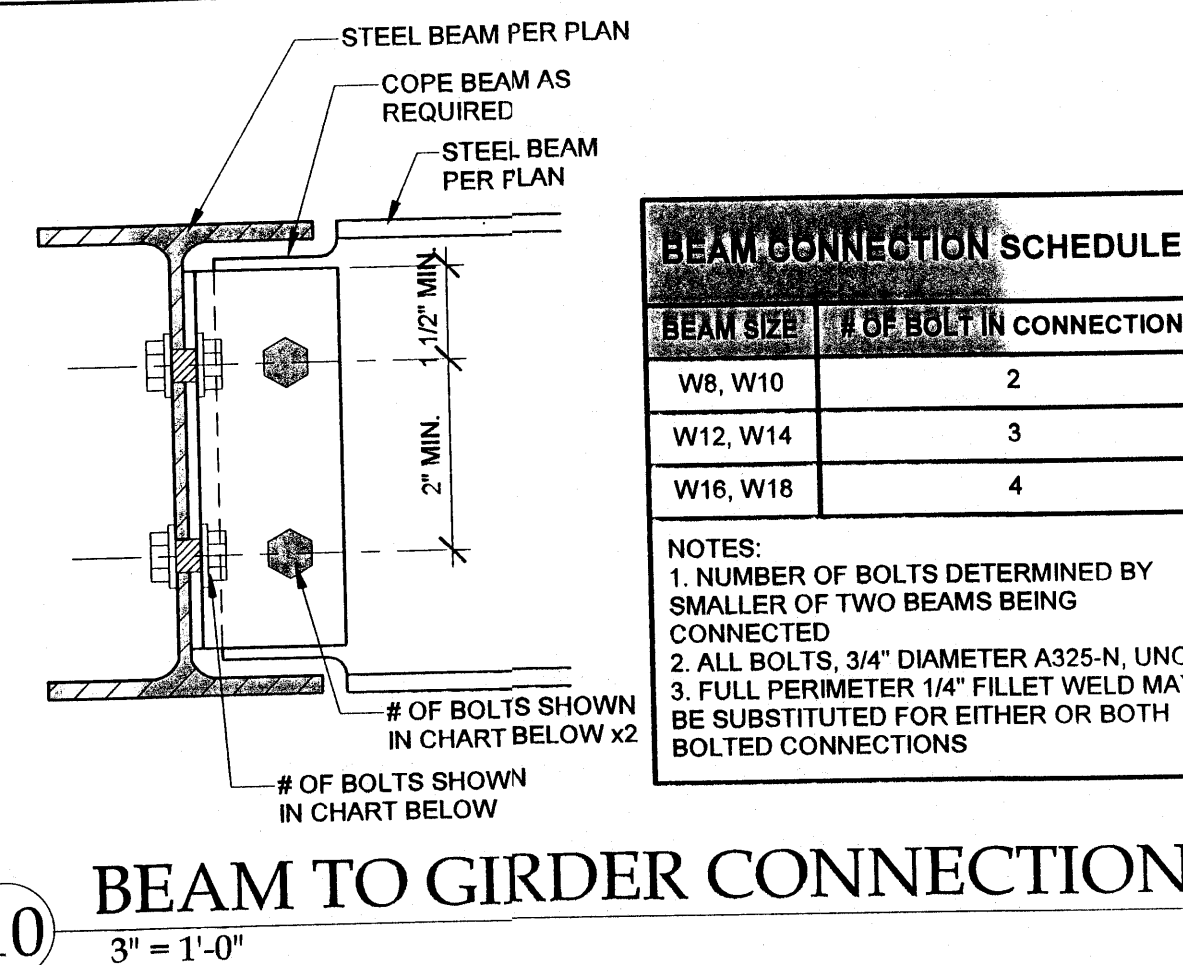 STEEL BEAM PER PLAN
COPE BEAM AS
REQUIRED
STEEL BEAM
PER PLAN
1 1/2" MIN.
2" MIN.
# OF BOLTS SHOWN
IN CHART BELOW x2
# OF BOLTS SHOWN
IN CHART BELOW
BEAM CONNECTION SCHEDULE
BEAM SIZE # OF BOLT IN CONNECTION
W8, W10 2
W12, W14 3
W16, W18 4
NOTES:
1. NUMBER OF BOLTS DETERMINED BY
SMALLER OF TWO BEAMS BEING
CONNECTED
2. ALL BOLTS, 3/4" DIAMETER A325-N,
3. FULL PERIMETER 1/4" FILLET WELD MAY
BE SUBSTITUTED FOR EITHER OR BOTH
BOLTED CONNECTIONS
BEAM TO GIRDER CONNECTION
3" = 1'-0"